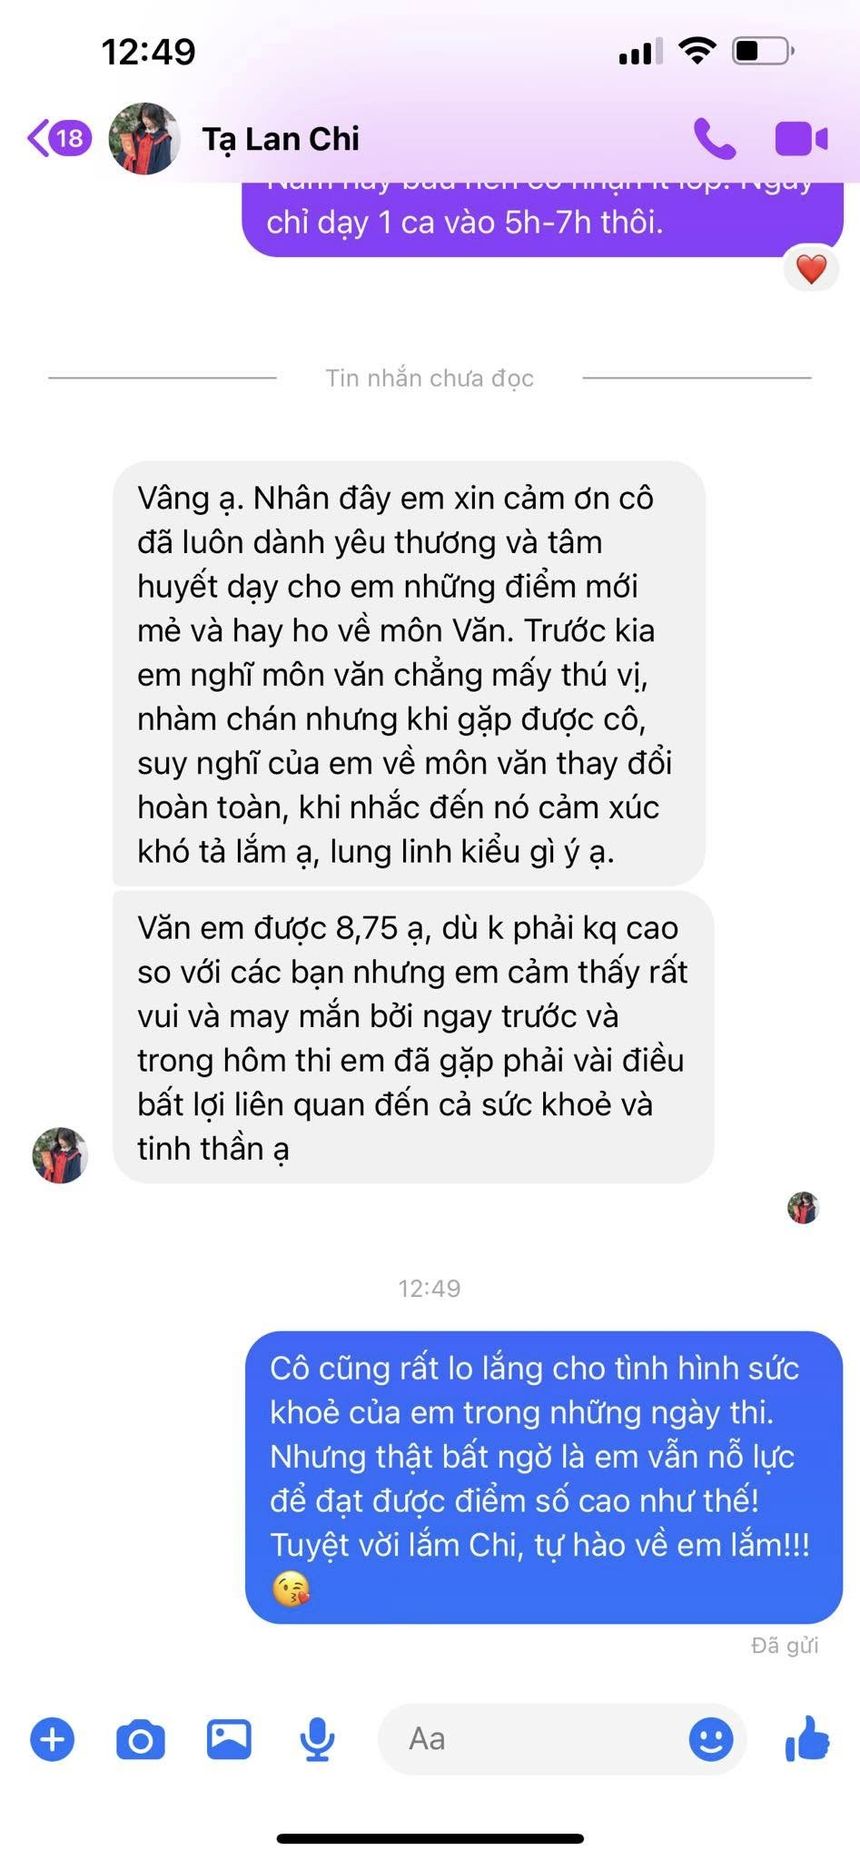 12:49
18
Tạ Lan Chi
chỉ dạy 1 ca vào 5h-7h thôi.
Tin nhắn chưa đọc
Vâng ạ. Nhân đây em xin cảm ơn cô
đã luôn dành yêu thương và tâm
huyết dạy cho em những điểm mới
mẻ và hay ho về môn Văn. Trước kia
em nghĩ môn văn chẳng mấy thú vị,
nhàm chán nhưng khi gặp được cô,
suy nghĩ của em về môn văn thay đổi
hoàn toàn, khi nhắc đến nó cảm xúc
khó tả lắm ạ, lung linh kiểu gì ý ạ.
Văn em được 8,75 ạ, dù k phải kq cao
so với các bạn nhưng em cảm thấy rất
vui và may mắn bởi ngay trước và
trong hôm thi em đã gặp phải vài điều
bất lợi liên quan đến cả sức khoẻ và
tinh thần ạ
12:49
Cô cũng rất lo lắng cho tình hình sức
khoẻ của em trong những ngày thi.
Nhưng thật bất ngờ là em vẫn nỗ lực
để đạt được điểm số cao như thế!
Tuyệt vời lắm Chi, tự hào về em lắm!!!
😘
Đã gửi
Aa